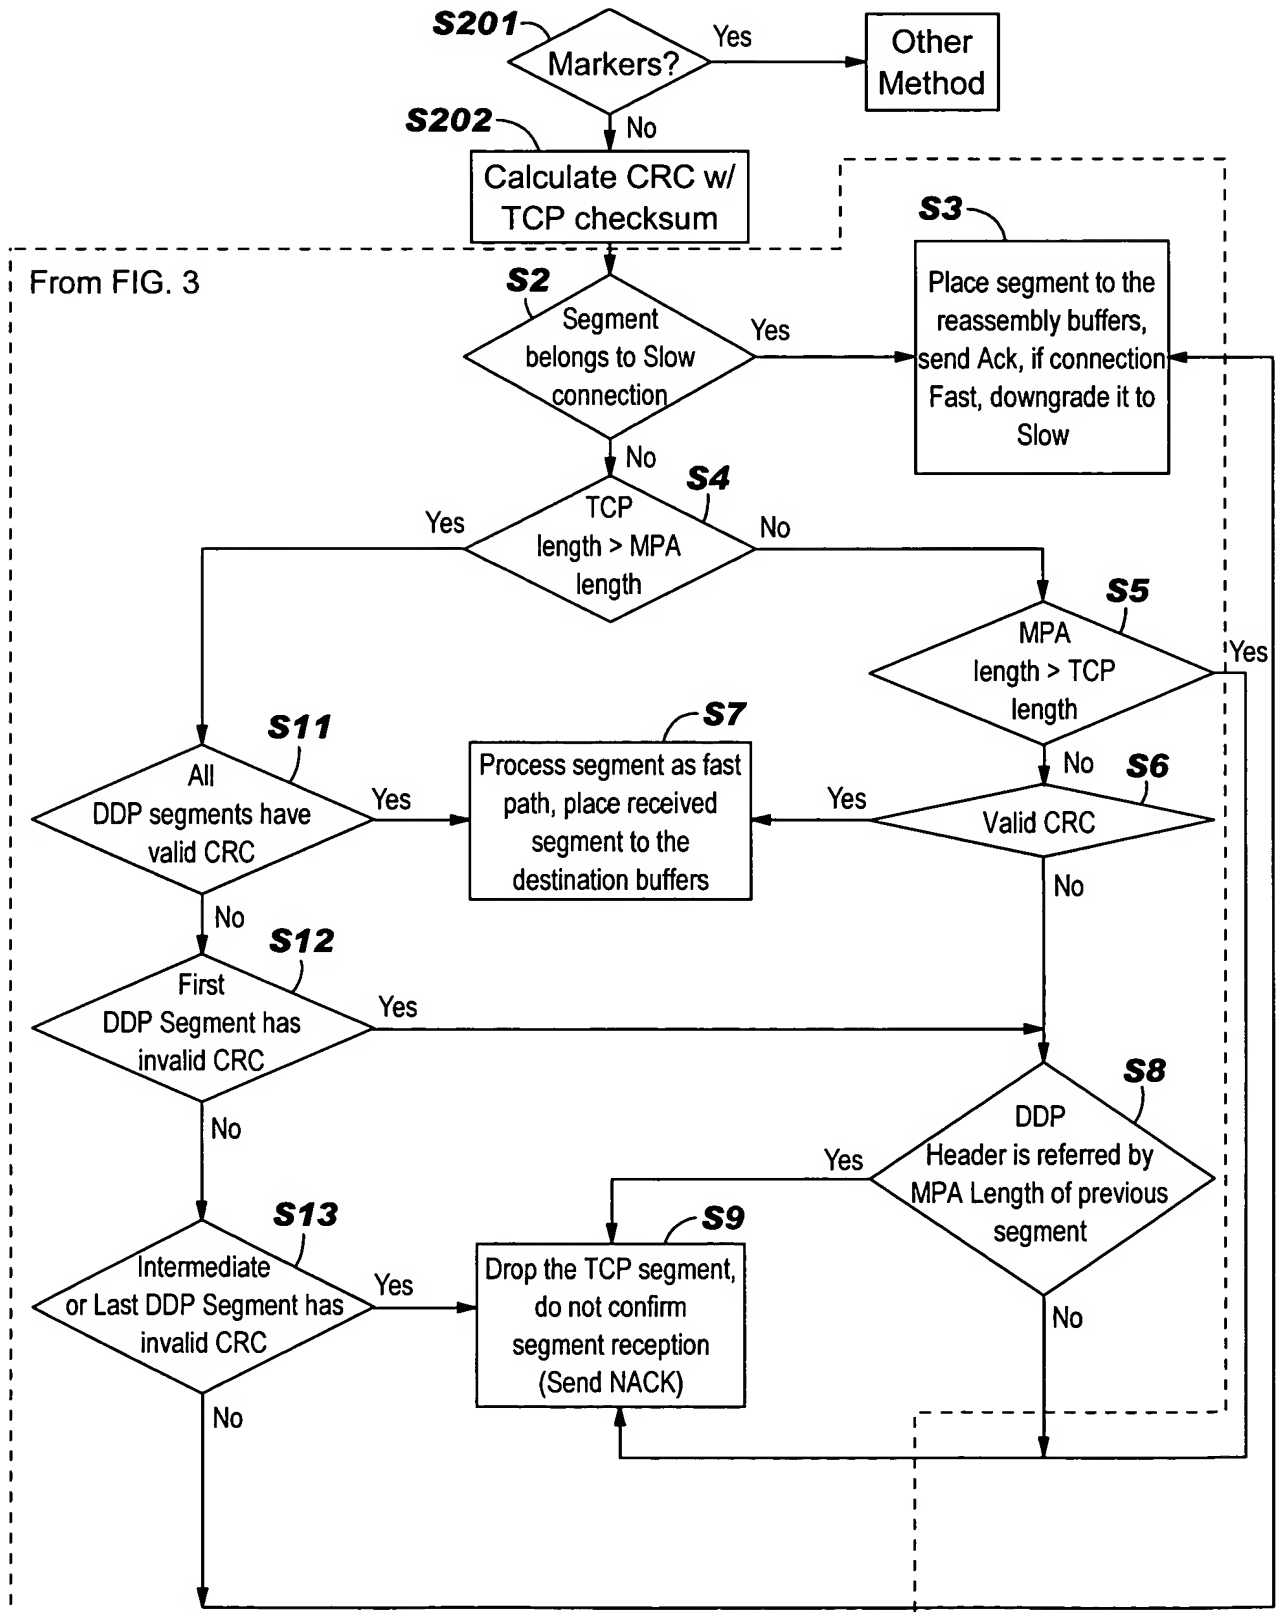 S201
Markers?
Yes
Other
Method
No
S202
Calculate CRC w/
TCP checksum
From FIG. 3
S2
Segment
belongs to Slow
connection
Yes
S3
Place segment to the
reassembly buffers,
send Ack, if connection
Fast, downgrade it to
Slow
No
S4
TCP
length > MPA
length
Yes
No
S5
MPA
length > TCP
length
Yes
No
S11
All
DDP segments have
valid CRC
Yes
S7
Process segment as fast
path, place received
segment to the
destination buffers
Yes
S6
Valid CRC
No
No
S12
First
DDP Segment has
invalid CRC
Yes
No
S8
DDP
Header is referred by
MPA Length of previous
segment
Yes
No
S13
Intermediate
or Last DDP Segment has
invalid CRC
Yes
S9
Drop the TCP segment,
do not confirm
segment reception
(Send NACK)
No